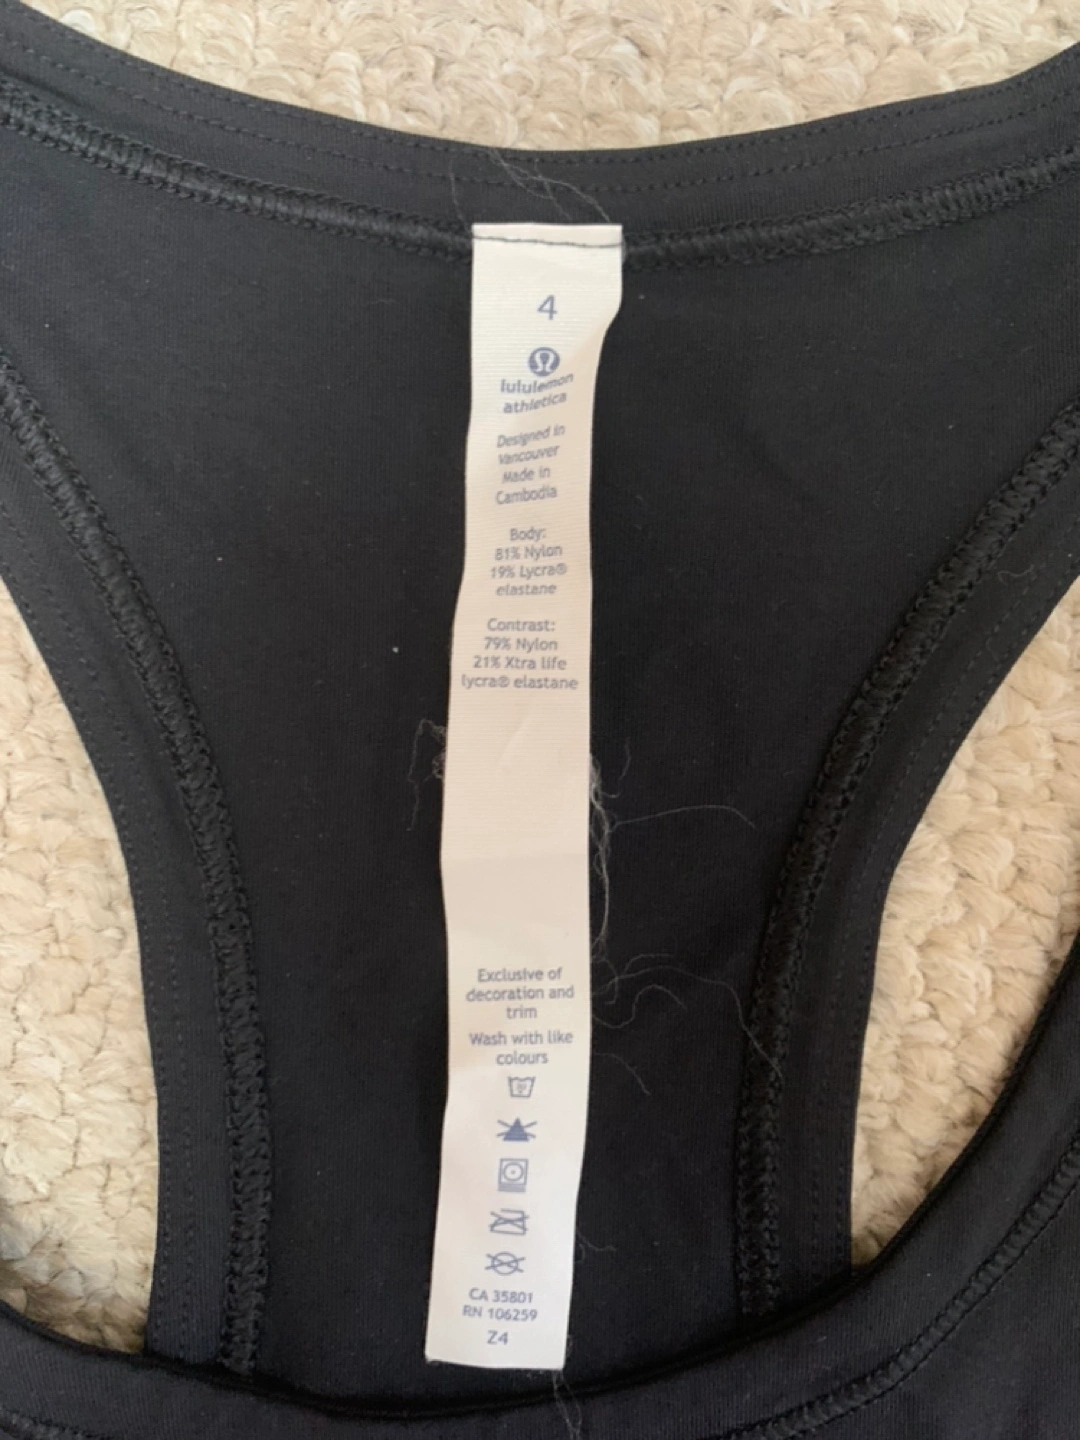 4
lululemon
athletica
Designed in
Vancouver
Made in
Cambodia
Body:
81% Nylon
19% Lycra®
elastane
Contrast:
79% Nylon
21% Xtra life
lycra® elastane
Exclusive of
decoration and
trim
Wash with like
colours
CA 35801
RN 106259
Z4